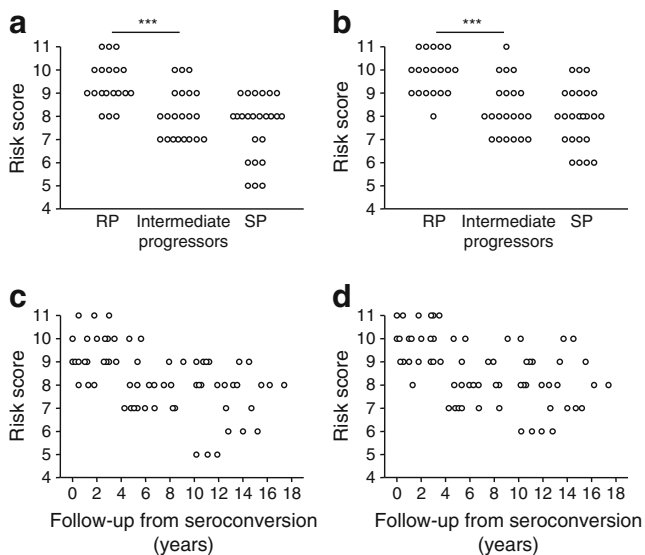 a
***
Risk score
11
10
9
8
7
6
5
4
RP
Intermediate
progressors
SP
b
***
Risk score
11
10
9
8
7
6
5
4
RP
Intermediate
progressors
SP
c
Risk score
11
10
9
8
7
6
5
4
0 2 4 6 8 10 12 14 16 18
Follow-up from seroconversion
(years)
d
Risk score
11
10
9
8
7
6
5
4
0 2 4 6 8 10 12 14 16 18
Follow-up from seroconversion
(years)